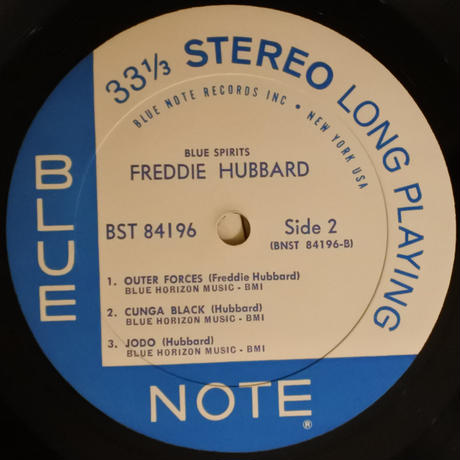 33⅓ STEREO LONG PLAYING
BLUE NOTE RECORDS INC • NEW YORK USA
BLUE SPIRITS
FREDDIE HUBBARD
BST 84196
Side 2
(BNST 84196-B)
1. OUTER FORCES (Freddie Hubbard)
BLUE HORIZON MUSIC - BMI
2. CUNGA BLACK (Hubbard)
BLUE HORIZON MUSIC - BMI
3. JODO (Hubbard)
BLUE HORIZON MUSIC - BMI
BLUE
NOTE®